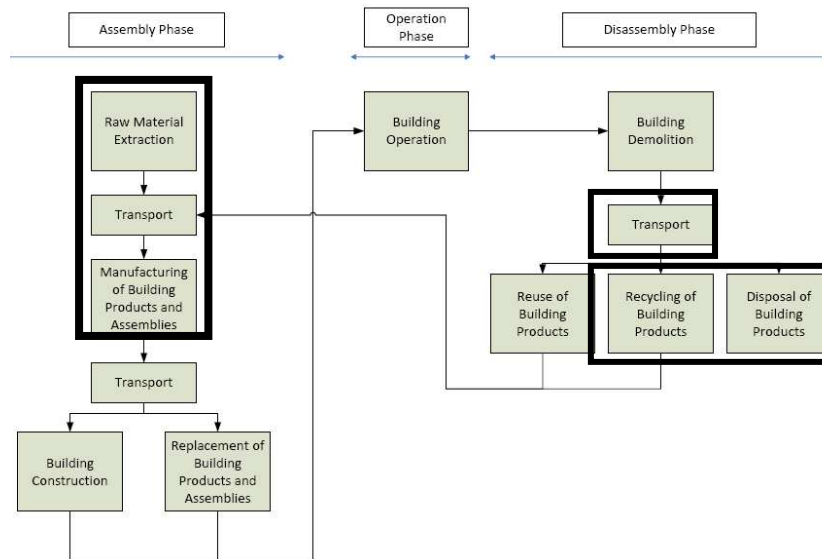 Assembly Phase
Operation
Phase
Disassembly Phase
Raw Material
Extraction
Transport
Manufacturing
of Building
Products and
Assemblies
Transport
Building
Construction
Replacement of
Building
Products and
Assemblies
Building
Operation
Building
Demolition
Transport
Reuse of
Building
Products
Recycling of
Building
Products
Disposal of
Building
Products